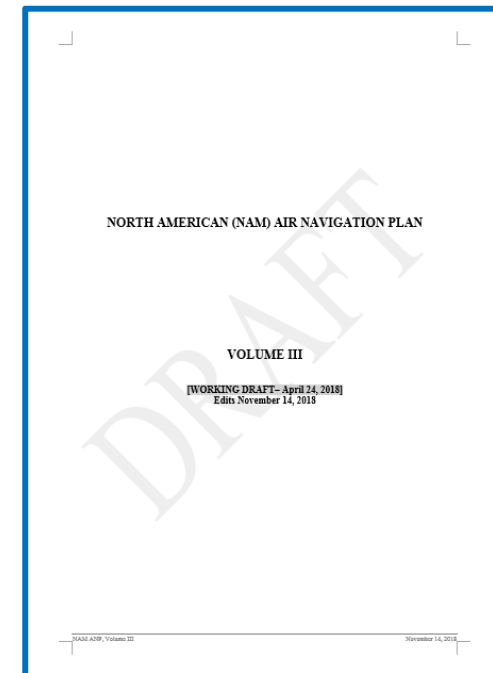 NORTH AMERICAN (NAM) AIR NAVIGATION PLAN
DRAFT
VOLUME III
[WORKING DRAFT– April 24, 2018]
Edits November 14, 2018
NAM ANP, Volume III November 14, 2018